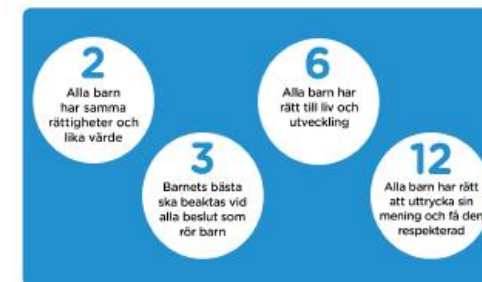 2
Alla barn
har samma
rättigheter och
lika värde
3
Barnets bästa
ska beaktas vid
alla beslut som
rör barn
6
Alla barn har
rätt till liv och
utveckling
12
Alla barn har rätt
att uttrycka sin
mening och få den
respekterad